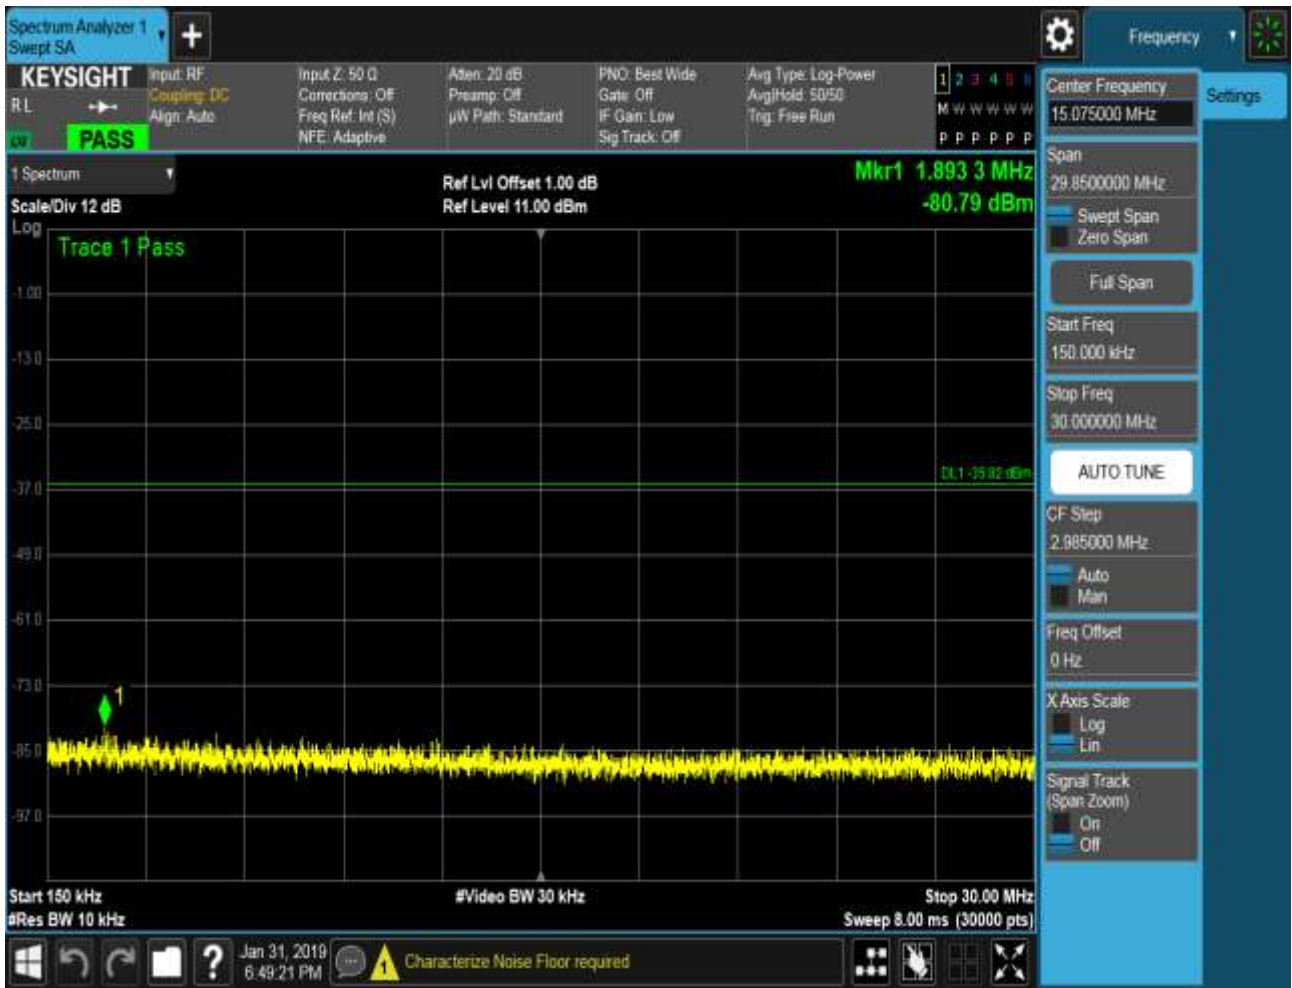 Spectrum Analyzer 1
Swept SA
+
Frequency
KEYSIGHT
R L
PASS
Input: RF
Coupling: DC
Align: Auto
Input Z: 50 Ω
Corrections: Off
Freq Ref: Int (S)
NFE: Adaptive
Atten: 20 dB
Preamp: Off
µW Path: Standard
PNO: Best Wide
Gate: Off
IF Gain: Low
Sig Track: Off
Avg Type: Log-Power
Avg|Hold: 50/50
Trig: Free Run
1 2 3 4 5 6
M W W W W W
P P P P P P
1 Spectrum
Scale/Div 12 dB
Log
Ref Lvl Offset 1.00 dB
Ref Level 11.00 dBm
Mkr1 1.893 3 MHz
-80.79 dBm
Trace 1 Pass
-1.00
-13.0
-25.0
-37.0
-49.0
-61.0
-73.0
-85.0
-97.0
DL1 -35.82 dBm
1
Start 150 kHz
#Res BW 10 kHz
#Video BW 30 kHz
Stop 30.00 MHz
Sweep 8.00 ms (30000 pts)
Center Frequency
15.075000 MHz
Settings
Span
29.8500000 MHz
Swept Span
Zero Span
Full Span
Start Freq
150.000 kHz
Stop Freq
30.000000 MHz
AUTO TUNE
CF Step
2.985000 MHz
Auto
Man
Freq Offset
0 Hz
X Axis Scale
Log
Lin
Signal Track
(Span Zoom)
On
Off
?
Jan 31, 2019
6:49:21 PM
1
Characterize Noise Floor required